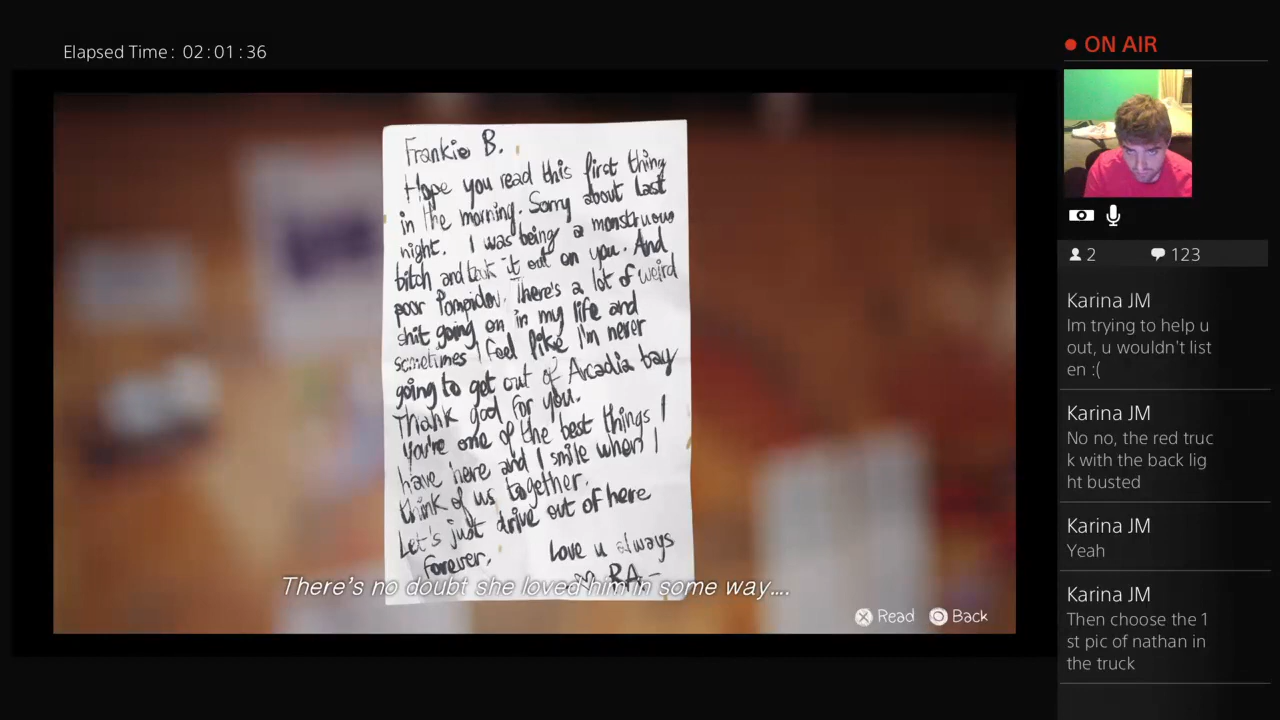 Elapsed Time: 02:01:36
ON AIR
Frankie B.
Hope you read this first thing
in the morning. Sorry about last
night. I was being a monstruous
bitch and took it out on you. And
poor Pompidou. There's a lot of weird
shit going on in my life and
sometimes I feel like I'm never
going to get out of Arcadia bay
Thank god for you.
You're one of the best things I
have here and I smile when I
think of us together.
Let's just drive out of here
forever.
Love u always
RA
There's no doubt she loved him in some way....
Read
Back
2
123
Karina JM
Im trying to help u
out, u wouldn't list
en :(
Karina JM
No no, the red truc
k with the back lig
ht busted
Karina JM
Yeah
Karina JM
Then choose the 1
st pic of nathan in
the truck